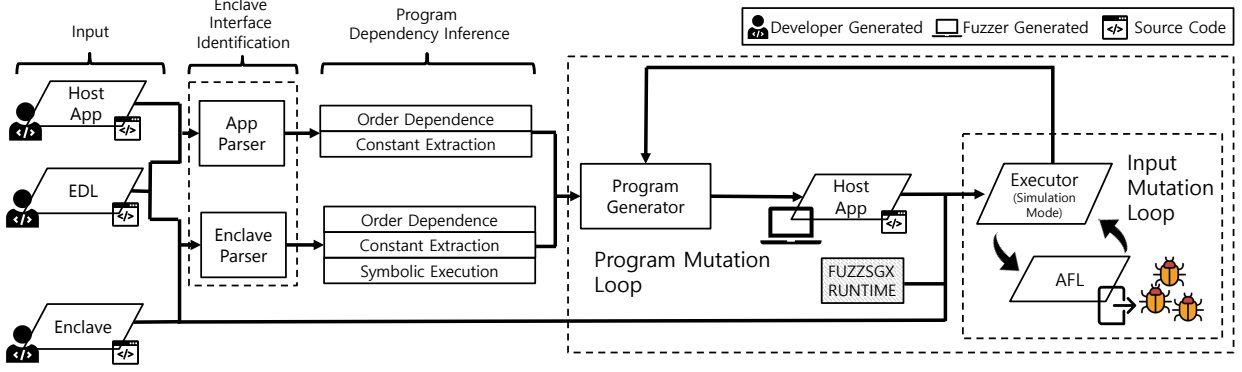 Input
Enclave
Interface
Identification
Program
Dependency Inference
Developer Generated
Fuzzer Generated
</>
Source Code
Host
App
</>
</>
EDL
</>
</>
Enclave
</>
</>
App
Parser
Enclave
Parser
Order Dependence
Constant Extraction
Order Dependence
Constant Extraction
Symbolic Execution
Program
Generator
Program Mutation
Loop
Host
App
</>
FUZZSGX
RUNTIME
Executor
(Simulation
Mode)
Input
Mutation
Loop
AFL